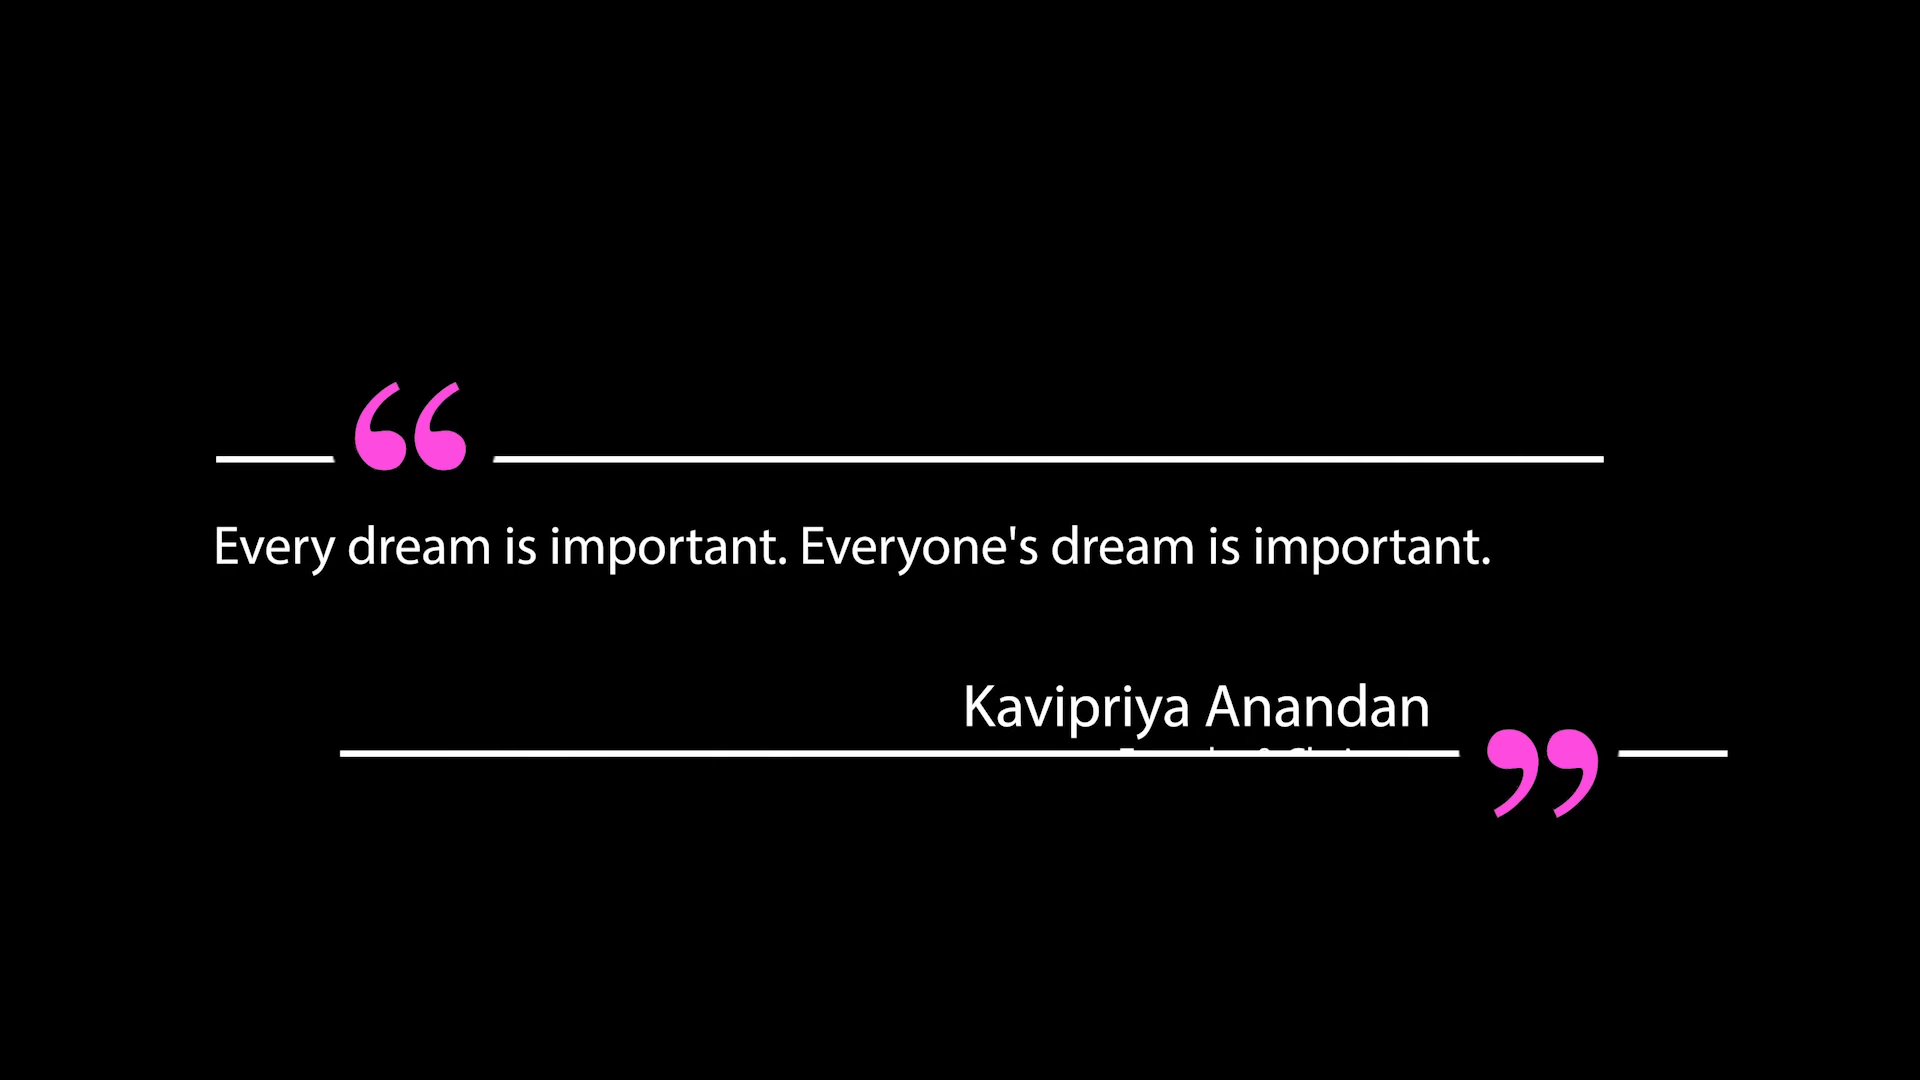 Every dream is important. Everyone's dream is important.
Kavipriya Anandan